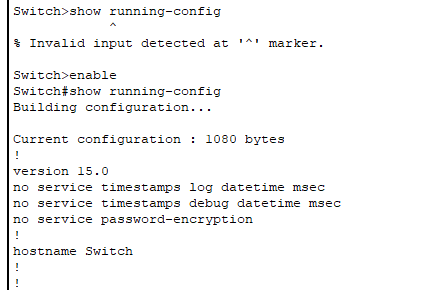 Switch>show running-config
^
% Invalid input detected at '^' marker.
Switch>enable
Switch#show running-config
Building configuration...
Current configuration : 1080 bytes
!
version 15.0
no service timestamps log datetime msec
no service timestamps debug datetime msec
no service password-encryption
!
hostname Switch
!
!